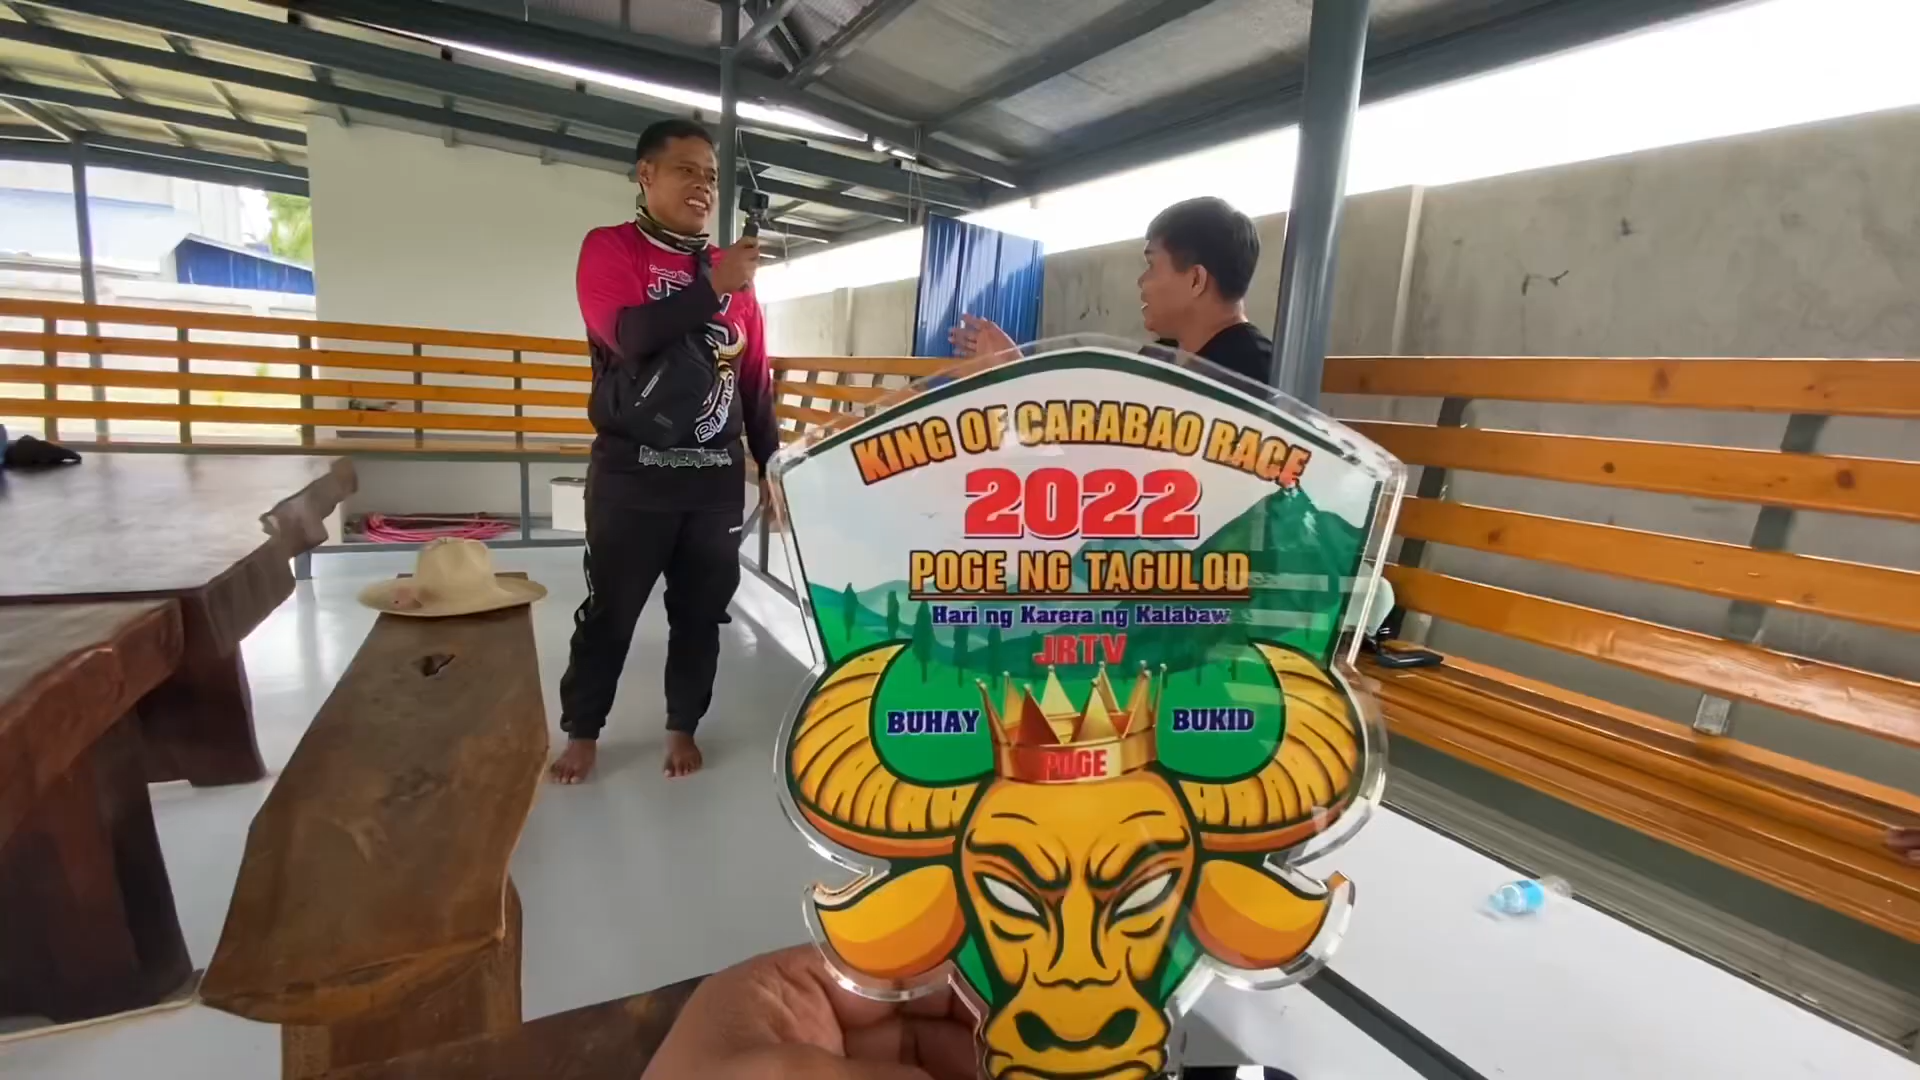 KING OF CARABAO RACE
2022
POGE NG TAGULOD
Hari ng Karera ng Kalabaw
JRTV
BUHAY BUKID
POGE